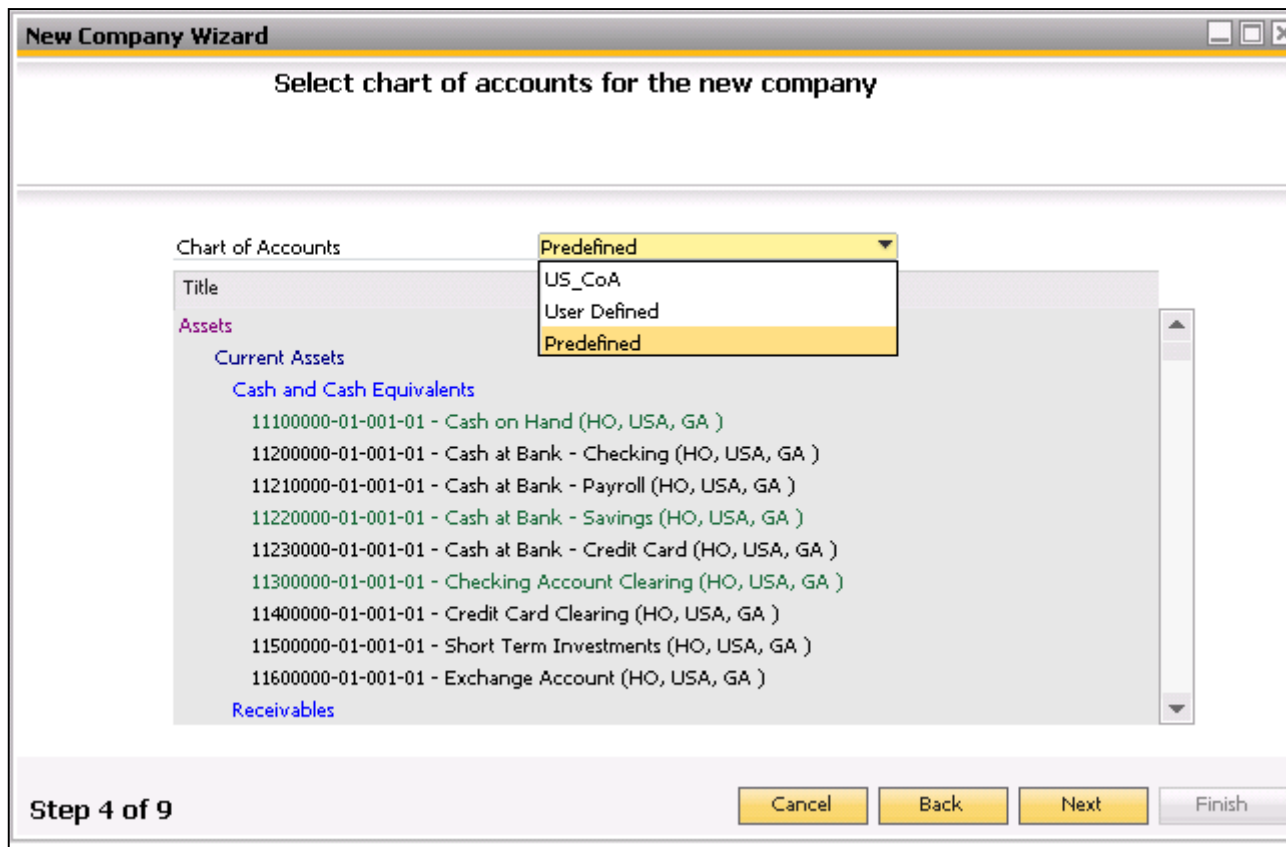 New Company Wizard
Select chart of accounts for the new company
Chart of Accounts
Predefined
US_CoA
User Defined
Predefined
Title
Assets
Current Assets
Cash and Cash Equivalents
11100000-01-001-01 - Cash on Hand (HO, USA, GA )
11200000-01-001-01 - Cash at Bank - Checking (HO, USA, GA )
11210000-01-001-01 - Cash at Bank - Payroll (HO, USA, GA )
11220000-01-001-01 - Cash at Bank - Savings (HO, USA, GA )
11230000-01-001-01 - Cash at Bank - Credit Card (HO, USA, GA )
11300000-01-001-01 - Checking Account Clearing (HO, USA, GA )
11400000-01-001-01 - Credit Card Clearing (HO, USA, GA )
11500000-01-001-01 - Short Term Investments (HO, USA, GA )
11600000-01-001-01 - Exchange Account (HO, USA, GA )
Receivables
Step 4 of 9
Cancel
Back
Next
Finish